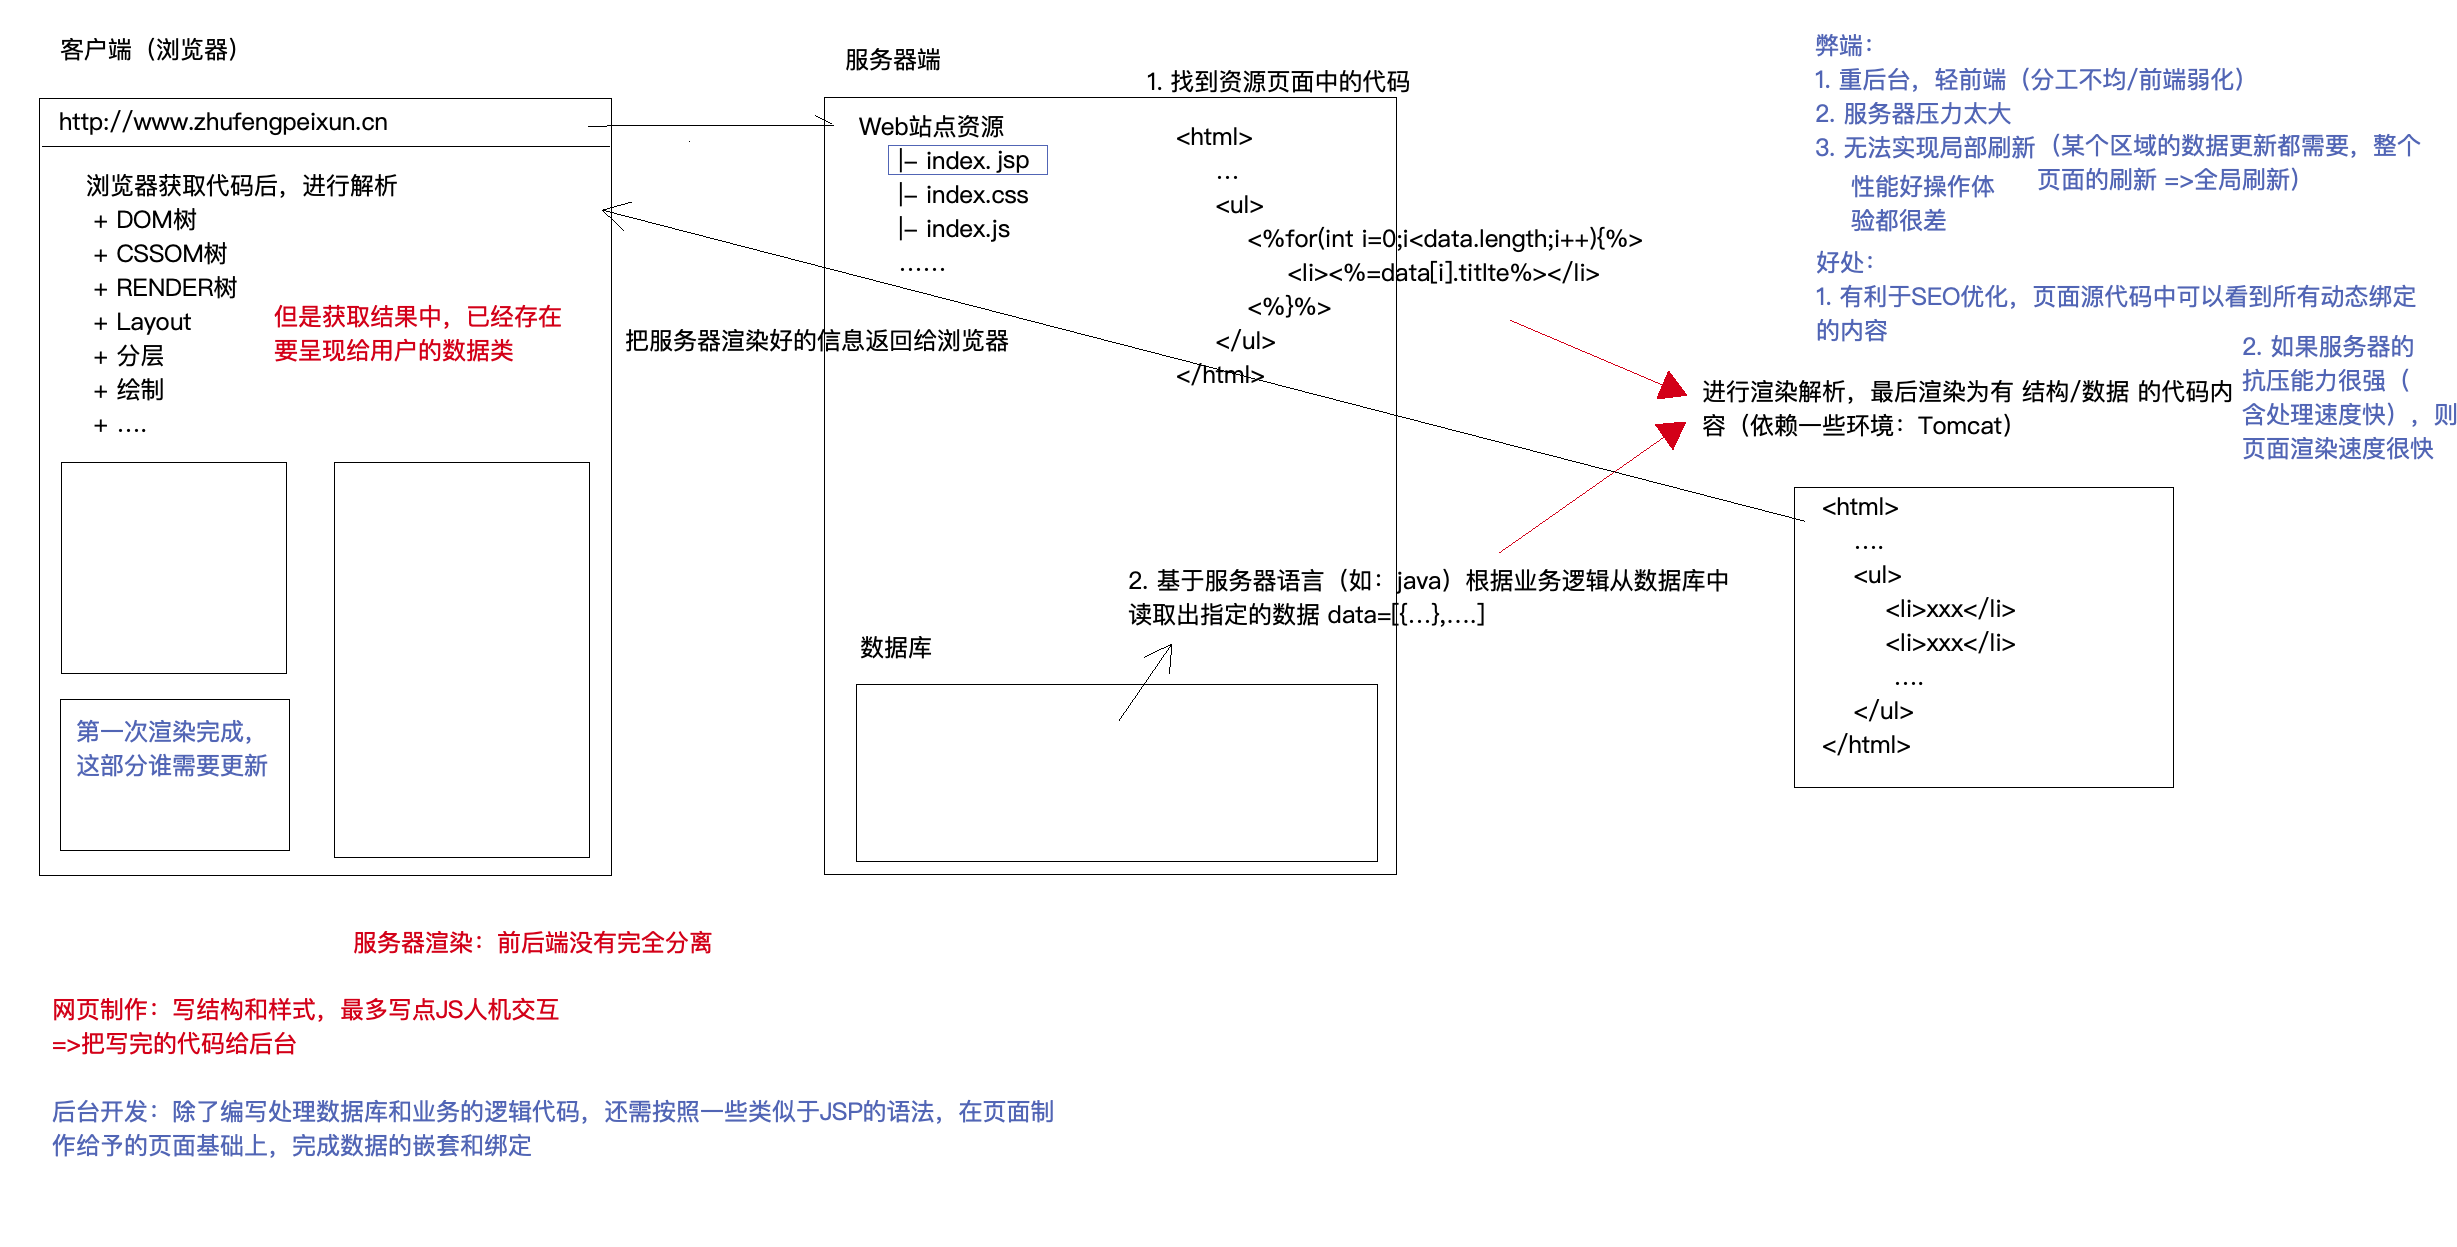 客户端（浏览器）
http://www.zhufengpeixun.cn
浏览器获取代码后，进行解析
+ DOM树
+ CSSOM树
+ RENDER树
+ Layout
+ 分层
+ 绘制
+ ....
但是获取结果中，已经存在
要呈现给用户的数据类
第一次渲染完成，
这部分谁需要更新
把服务器渲染好的信息返回给浏览器
服务器端
Web站点资源
|- index. jsp
|- index.css
|- index.js
......
1. 找到资源页面中的代码
<html>
...
<ul>
<%for(int i=0;i<data.length;i++){%>
<li><%=data[i].titlte%></li>
<%}%>
</ul>
</html>
2. 基于服务器语言（如：java）根据业务逻辑从数据库中
读取出指定的数据 data=[{...},....]
数据库
进行渲染解析，最后渲染为有 结构/数据 的代码内
容（依赖一些环境：Tomcat）
<html>
....
<ul>
<li>xxx</li>
<li>xxx</li>
....
</ul>
</html>
弊端：
1. 重后台，轻前端（分工不均/前端弱化）
2. 服务器压力太大
3. 无法实现局部刷新（某个区域的数据更新都需要，整个
页面的刷新 =>全局刷新）
性能好操作体
验都很差
好处：
1. 有利于SEO优化，页面源代码中可以看到所有动态绑定
的内容
2. 如果服务器的
抗压能力很强（
含处理速度快），则
页面渲染速度很快
服务器渲染：前后端没有完全分离
网页制作：写结构和样式，最多写点JS人机交互
=>把写完的代码给后台
后台开发：除了编写处理数据库和业务的逻辑代码，还需按照一些类似于JSP的语法，在页面制
作给予的页面基础上，完成数据的嵌套和绑定